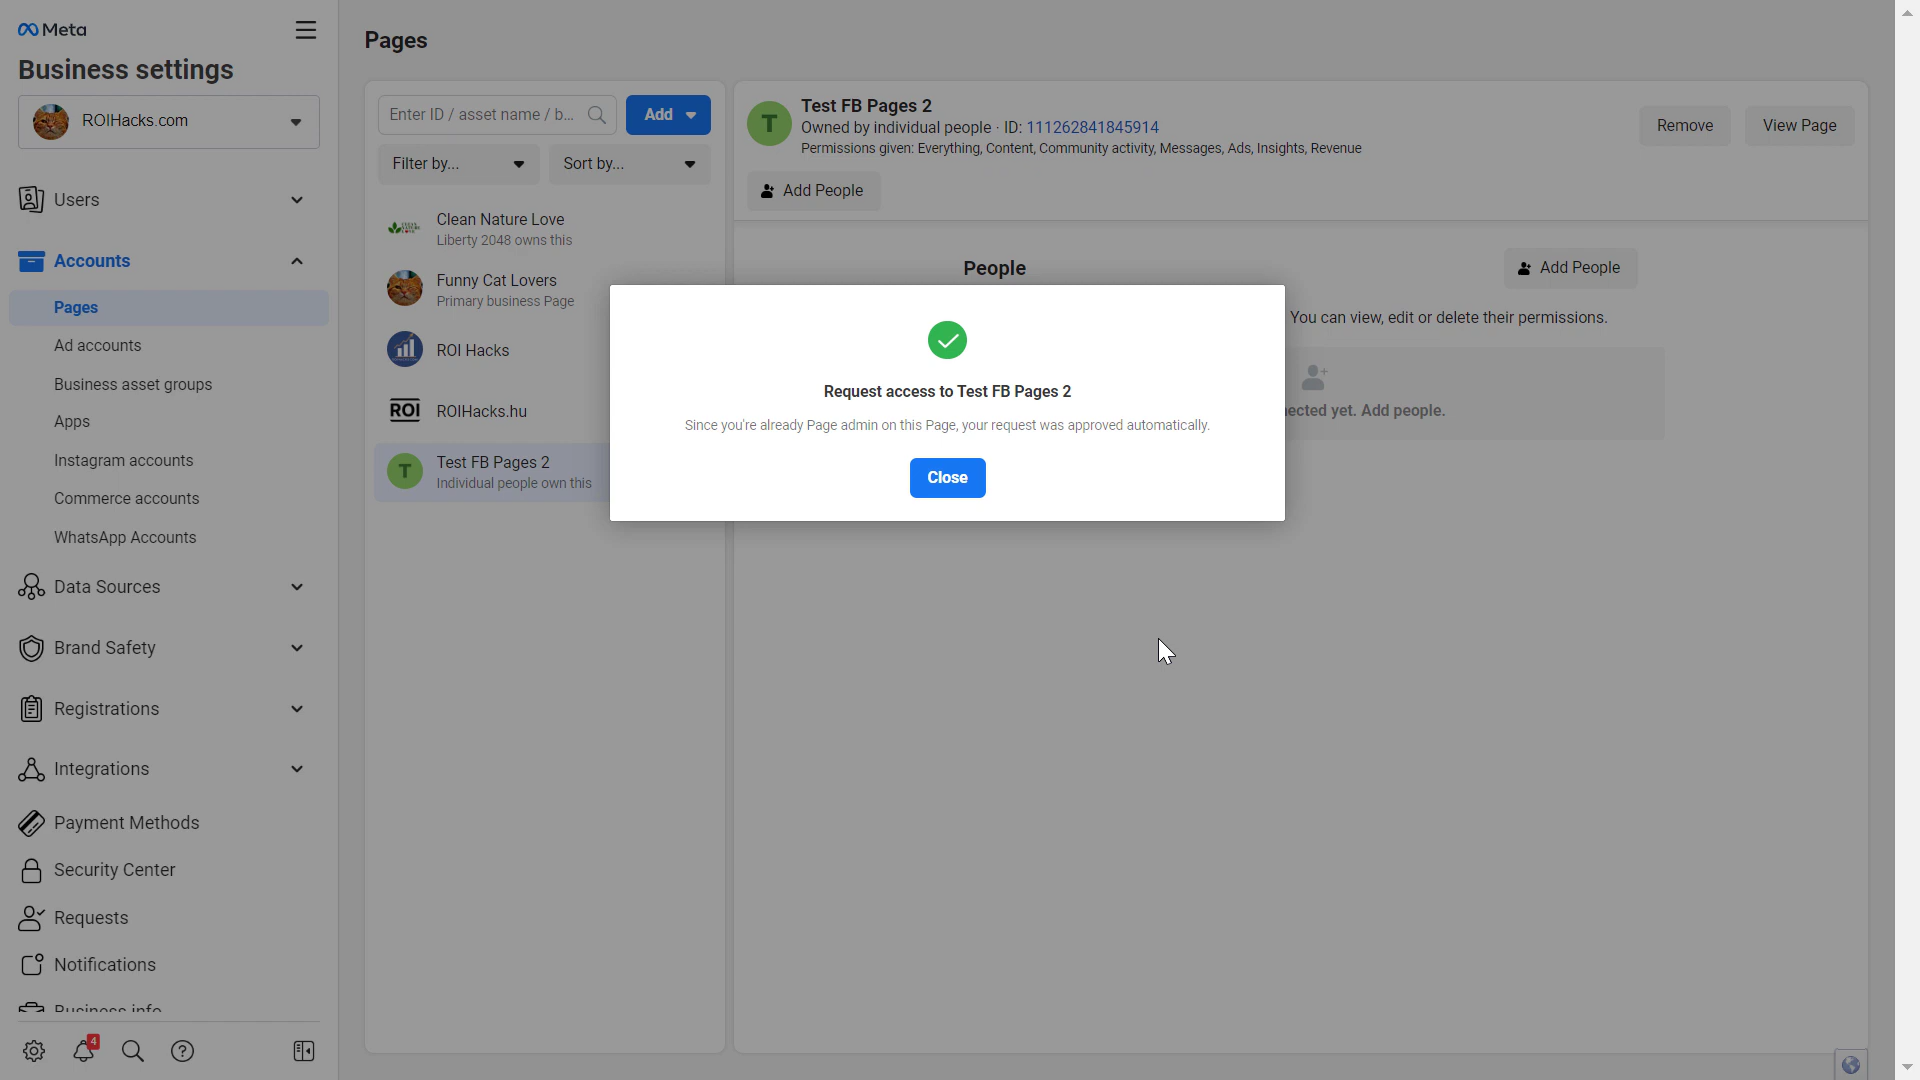 Meta
Business settings
ROIHacks.com
Users
Accounts
Pages
Ad accounts
Business asset groups
Apps
Instagram accounts
Commerce accounts
WhatsApp Accounts
Data Sources
Brand Safety
Registrations
Integrations
Payment Methods
Security Center
Requests
Notifications
Business info
4
Pages
Enter ID / asset name / b...
Add
Filter by...
Sort by...
Clean Nature Love
Liberty 2048 owns this
Funny Cat Lovers
Primary business Page
ROI Hacks
ROI
ROIHacks.hu
T
Test FB Pages 2
Individual people own this
T
Test FB Pages 2
Owned by individual people · ID: 111262841845914
Permissions given: Everything, Content, Community activity, Messages, Ads, Insights, Revenue
Remove
View Page
Add People
People
Add People
You can view, edit or delete their permissions.
ected yet. Add people.
Request access to Test FB Pages 2
Since you're already Page admin on this Page, your request was approved automatically.
Close